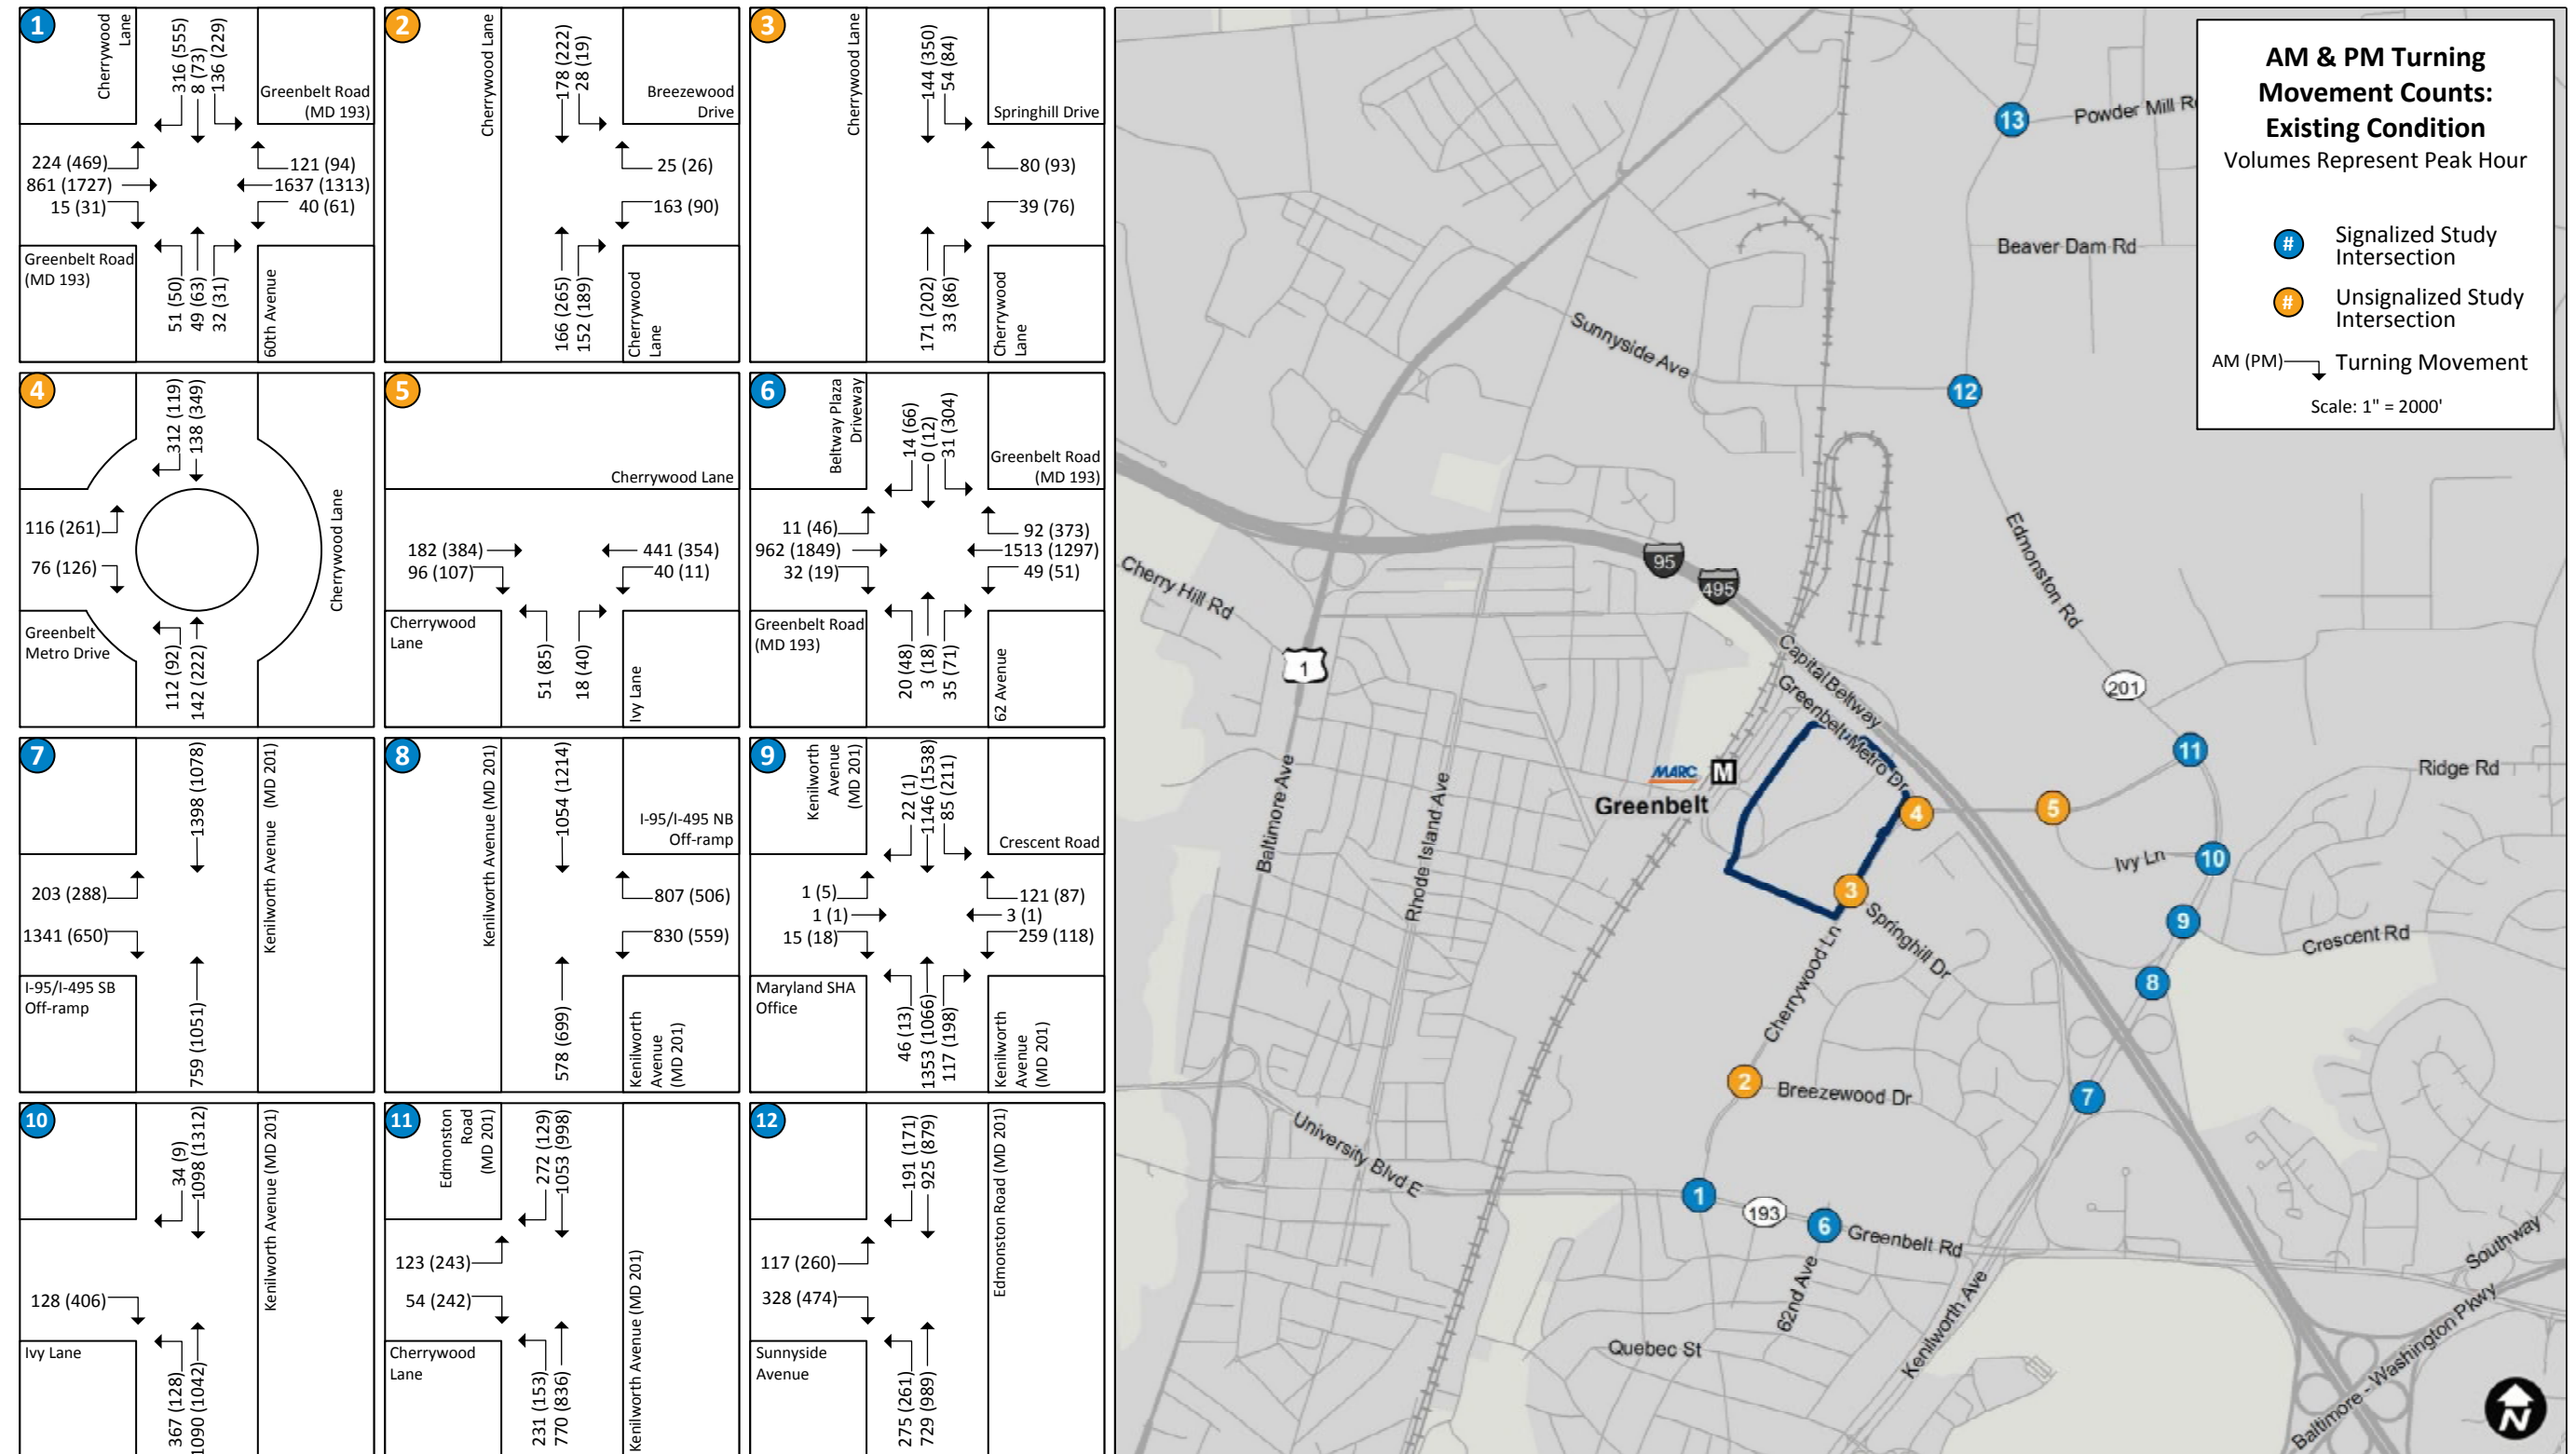 1
Cherrywood
Lane
316 (555)
8 (73)
136 (229)
Greenbelt Road
(MD 193)
224 (469)
861 (1727)
15 (31)
121 (94)
1637 (1313)
40 (61)
Greenbelt Road
(MD 193)
51 (50)
49 (63)
32 (31)
60th Avenue
2
Cherrywood Lane
178 (222)
28 (19)
Breezewood
Drive
25 (26)
163 (90)
166 (265)
152 (189)
Cherrywood
Lane
3
Cherrywood Lane
144 (350)
54 (84)
Springhill Drive
80 (93)
39 (76)
171 (202)
33 (86)
Cherrywood
Lane
4
312 (119)
138 (349)
116 (261)
76 (126)
Cherrywood Lane
Greenbelt
Metro Drive
112 (92)
142 (222)
5
Cherrywood Lane
182 (384)
96 (107)
441 (354)
40 (11)
Cherrywood
Lane
51 (85)
18 (40)
Ivy Lane
6
Beltway Plaza
Driveway
14 (66)
0 (12)
31 (304)
Greenbelt Road
(MD 193)
11 (46)
962 (1849)
32 (19)
92 (373)
1513 (1297)
49 (51)
Greenbelt Road
(MD 193)
20 (48)
3 (18)
35 (71)
62 Avenue
7
1398 (1078)
Kenilworth Avenue (MD 201)
203 (288)
1341 (650)
I-95/I-495 SB
Off-ramp
759 (1051)
8
Kenilworth Avenue (MD 201)
1054 (1214)
I-95/I-495 NB
Off-ramp
807 (506)
830 (559)
578 (699)
Kenilworth
Avenue
(MD 201)
9
Kenilworth
Avenue
(MD 201)
22 (1)
1146 (1538)
85 (211)
Crescent Road
1 (5)
1 (1)
15 (18)
121 (87)
3 (1)
259 (118)
Maryland SHA
Office
46 (13)
1353 (1066)
117 (198)
Kenilworth
Avenue
(MD 201)
10
34 (9)
1098 (1312)
Kenilworth Avenue (MD 201)
128 (406)
Ivy Lane
367 (128)
1090 (1042)
11
Edmonston
Road
(MD 201)
272 (129)
1053 (998)
123 (243)
54 (242)
Cherrywood
Lane
231 (153)
770 (836)
Kenilworth Avenue (MD 201)
12
191 (171)
925 (879)
Edmonston Road (MD 201)
117 (260)
328 (474)
Sunnyside
Avenue
275 (261)
729 (989)
AM & PM Turning
Movement Counts:
Existing Condition
Volumes Represent Peak Hour
#
Signalized Study
Intersection
#
Unsignalized Study
Intersection
AM (PM)
Turning Movement
Scale: 1" = 2000'
13
Powder Mill R
Beaver Dam Rd
Sunnyside Ave
12
Edmonston Rd
95
495
Cherry Hill Rd
1
Capital Beltway
Greenbelt Metro Dr
201
11
Ridge Rd
MARC
M
Greenbelt
4
5
Ivy Ln
10
Baltimore Ave
Rhode Island Ave
3
Springhill Dr
9
Crescent Rd
Cherrywood Ln
8
2
Breezewood Dr
7
University Blvd E
1
193
6
Greenbelt Rd
Southway
62nd Ave
Kenilworth Ave
Quebec St
Baltimore - Washington Pkwy
N